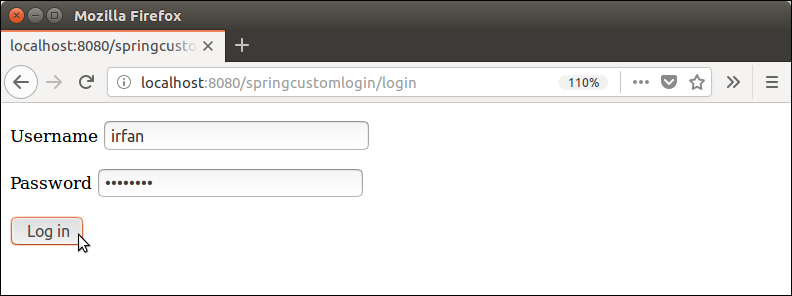 Mozilla Firefox
localhost:8080/springcusto
localhost:8080/springcustomlogin/login
110%
Username irfan
Password ••••••••
Log in